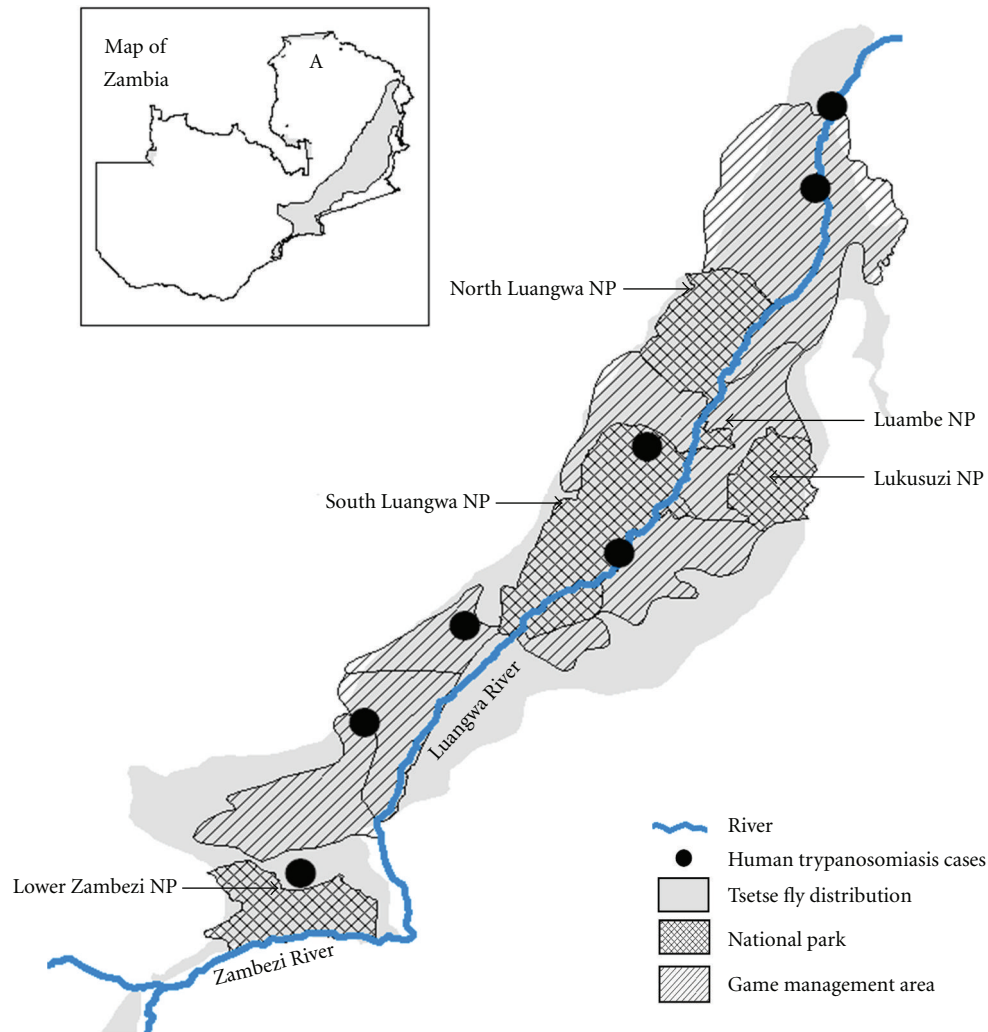 Map of
Zambia
A
North Luangwa NP
Luambe NP
Lukusuzi NP
South Luangwa NP
Luangwa River
Lower Zambezi NP
Zambezi River
River
Human trypanosomiasis cases
Tsetse fly distribution
National park
Game management area